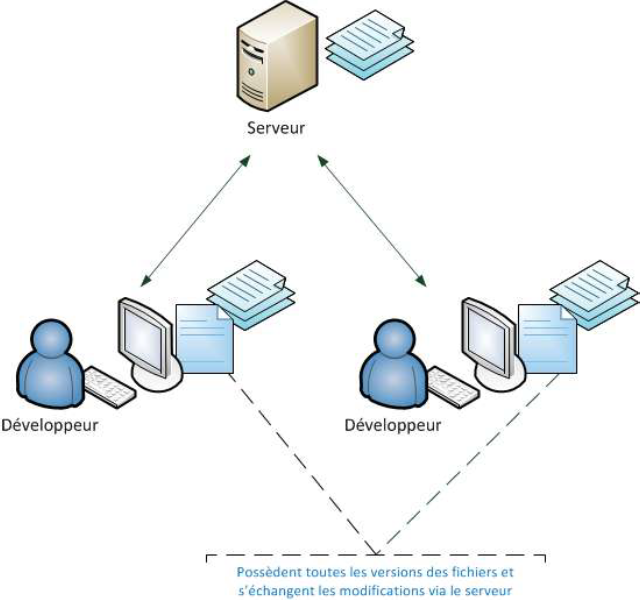 Serveur
Développeur
Développeur
Possèdent toutes les versions des fichiers et
s'échangent les modifications via le serveur